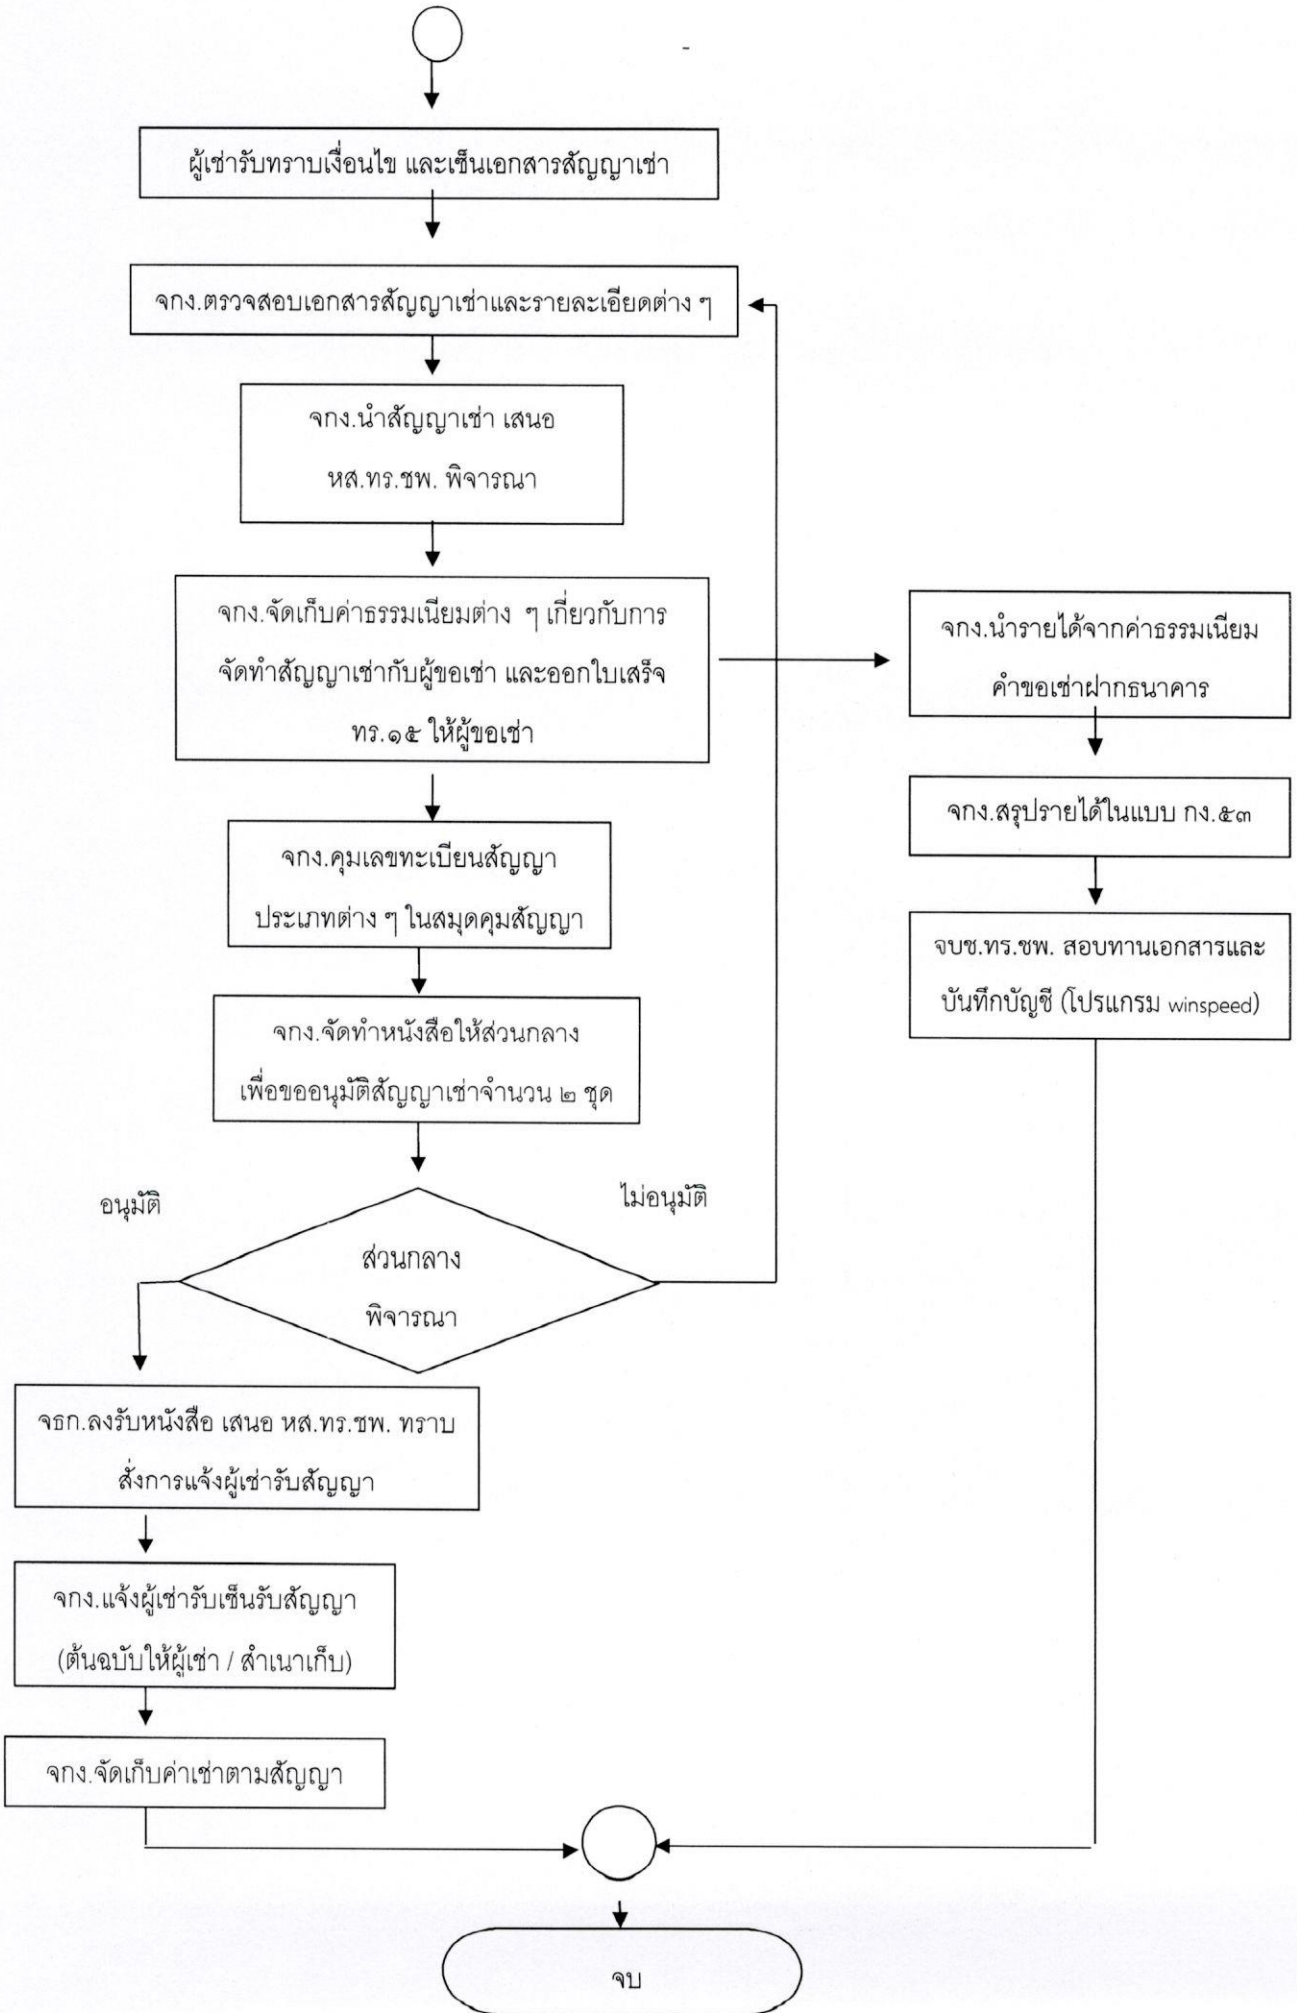 ผู้เช่ารับทราบเงื่อนไข และเซ็นเอกสารสัญญาเช่า
จกง.ตรวจสอบเอกสารสัญญาเช่าและรายละเอียดต่าง ๆ
จกง.นำสัญญาเช่า เสนอ
หส.ทร.ชพ. พิจารณา
จกง.จัดเก็บค่าธรรมเนียมต่าง ๆ เกี่ยวกับการ
จัดทำสัญญาเช่ากับผู้ขอเช่า และออกใบเสร็จ
ทร.๑๕ ให้ผู้ขอเช่า
จกง.นำรายได้จากค่าธรรมเนียม
คำขอเช่าฝากธนาคาร
จกง.สรุปรายได้ในแบบ กง.๕๓
จบช.ทร.ชพ. สอบทานเอกสารและ
บันทึกบัญชี (โปรแกรม winspeed)
จกง.คุมเลขทะเบียนสัญญา
ประเภทต่าง ๆ ในสมุดคุมสัญญา
จกง.จัดทำหนังสือให้ส่วนกลาง
เพื่อขออนุมัติสัญญาเช่าจำนวน ๒ ชุด
อนุมัติ
ไม่อนุมัติ
ส่วนกลาง
พิจารณา
จธก.ลงรับหนังสือ เสนอ หส.ทร.ชพ. ทราบ
สั่งการแจ้งผู้เช่ารับสัญญา
จกง.แจ้งผู้เช่ารับเซ็นรับสัญญา
(ต้นฉบับให้ผู้เช่า / สำเนาเก็บ)
จกง.จัดเก็บค่าเช่าตามสัญญา
จบ